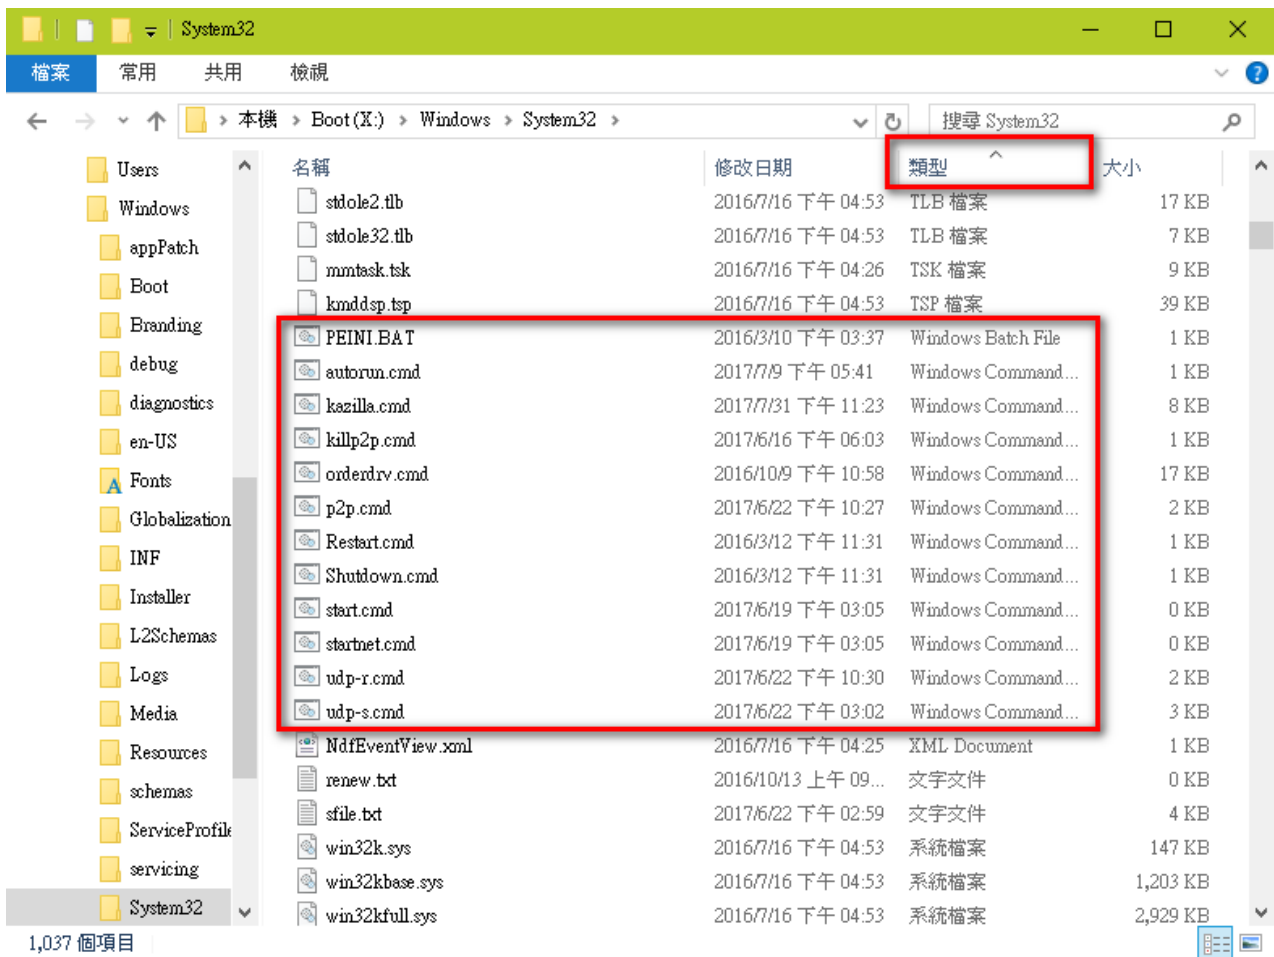 System32
檔案 常用 共用 檢視
本機 > Boot (X:) > Windows > System32 > 搜尋 System32
Users
Windows
appPatch
Boot
Branding
debug
diagnostics
en-US
Fonts
Globalization
INF
Installer
L2Schemas
Logs
Media
Resources
schemas
ServiceProfile
servicing
System32
名稱 修改日期 類型 大小
stdole2.tlb 2016/7/16 下午 04:53 TLB 檔案 17 KB
stdole32.tlb 2016/7/16 下午 04:53 TLB 檔案 7 KB
mmtask.tsk 2016/7/16 下午 04:26 TSK 檔案 9 KB
kmddsp.tsp 2016/7/16 下午 04:53 TSP 檔案 39 KB
PEINI.BAT 2016/3/10 下午 03:37 Windows Batch File 1 KB
autorun.cmd 2017/7/9 下午 05:41 Windows Command... 1 KB
kazilla.cmd 2017/7/31 下午 11:23 Windows Command... 8 KB
killp2p.cmd 2017/6/16 下午 06:03 Windows Command... 1 KB
orderdrv.cmd 2016/10/9 下午 10:58 Windows Command... 17 KB
p2p.cmd 2017/6/22 下午 10:27 Windows Command... 2 KB
Restart.cmd 2016/3/12 下午 11:31 Windows Command... 1 KB
Shutdown.cmd 2016/3/12 下午 11:31 Windows Command... 1 KB
start.cmd 2017/6/19 下午 03:05 Windows Command... 0 KB
startnet.cmd 2017/6/19 下午 03:05 Windows Command... 0 KB
udp-r.cmd 2017/6/22 下午 10:30 Windows Command... 2 KB
udp-s.cmd 2017/6/22 下午 03:02 Windows Command... 3 KB
NdfEventView.xml 2016/7/16 下午 04:25 XML Document 1 KB
renew.txt 2016/10/13 上午 09... 文字文件 0 KB
sfile.txt 2017/6/22 下午 02:59 文字文件 4 KB
win32k.sys 2016/7/16 下午 04:53 系統檔案 147 KB
win32kbase.sys 2016/7/16 下午 04:53 系統檔案 1,203 KB
win32kfull.sys 2016/7/16 下午 04:53 系統檔案 2,929 KB
1,037 個項目